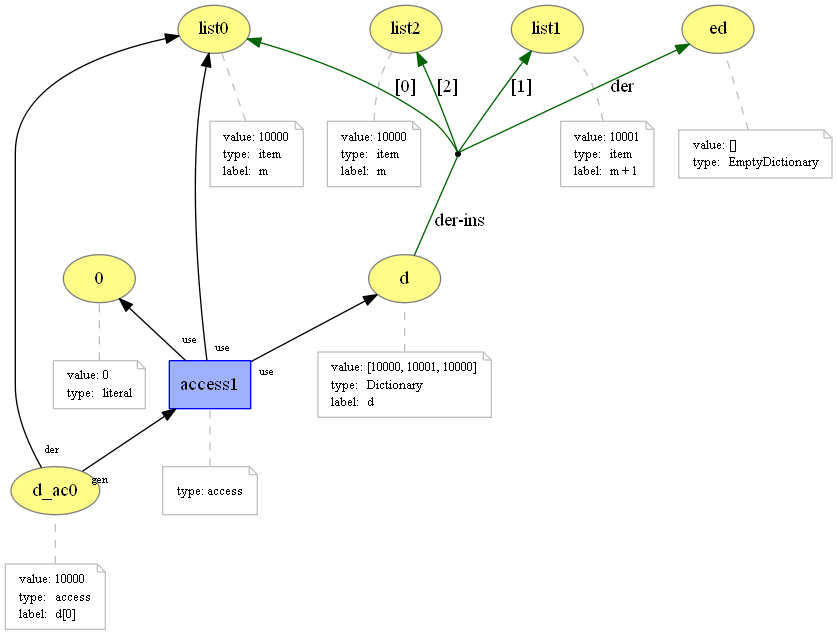 list0
list2
list1
ed
[0]
[2]
[1]
der
value: 10000
type: item
label: m
value: 10000
type: item
label: m
value: 10001
type: item
label: m + 1
value: []
type: EmptyDictionary
der-ins
0
d
use
use
use
value: 0
type: literal
access1
value: [10000, 10001, 10000]
type: Dictionary
label: d
der
gen
d_ac0
type: access
value: 10000
type: access
label: d[0]